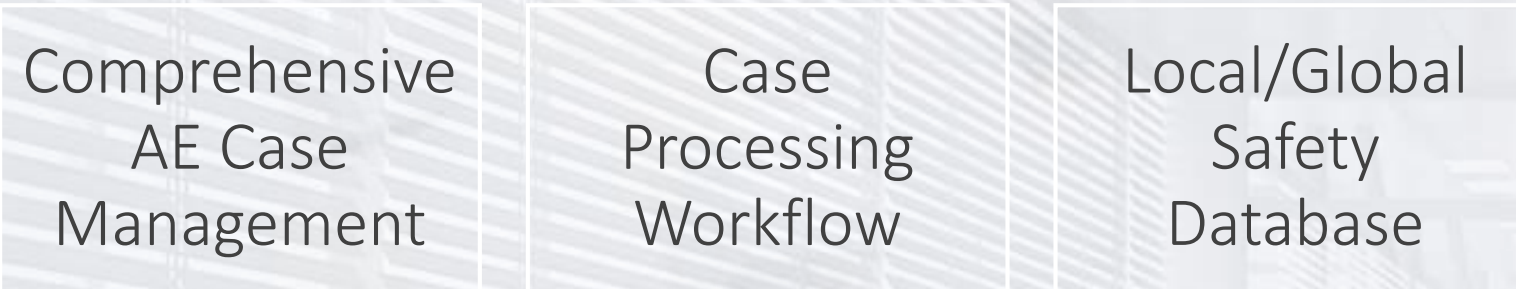 Comprehensive
AE Case
Management
Case
Processing
Workflow
Local/Global
Safety
Database